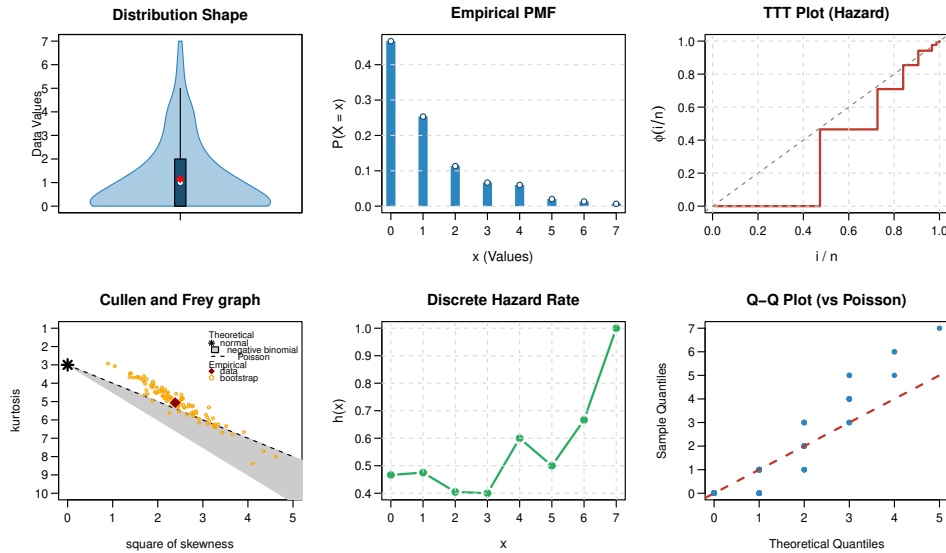 Distribution Shape
Data Values
7
6
5
4
3
2
1
0
Empirical PMF
P(X = x)
0.4
0.3
0.2
0.1
0.0
0 1 2 3 4 5 6 7
x (Values)
TTT Plot (Hazard)
ϕ(i/n)
1.0
0.8
0.6
0.4
0.2
0.0
0.0 0.2 0.4 0.6 0.8 1.0
i / n
Cullen and Frey graph
kurtosis
1
2
3
4
5
6
7
8
9
10
Theoretical
normal
negative binomial
Poisson
Empirical
data
bootstrap
0 1 2 3 4 5
square of skewness
Discrete Hazard Rate
h(x)
1.0
0.9
0.8
0.7
0.6
0.5
0.4
0 1 2 3 4 5 6 7
x
Q−Q Plot (vs Poisson)
Sample Quantiles
7
6
5
4
3
2
1
0
0 1 2 3 4 5
Theoretical Quantiles